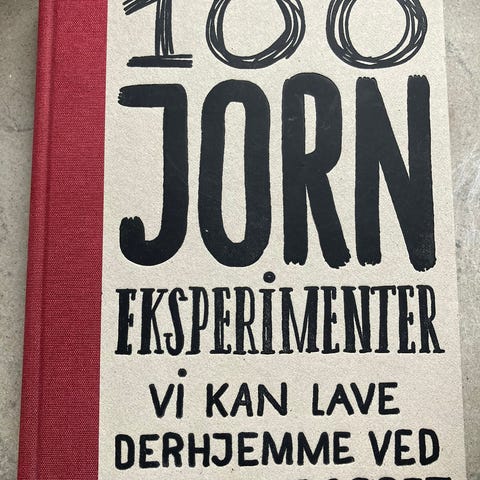 100
JORN
EKSPERIMENTER
Vi KAN LAVE
DERHJEMME VED